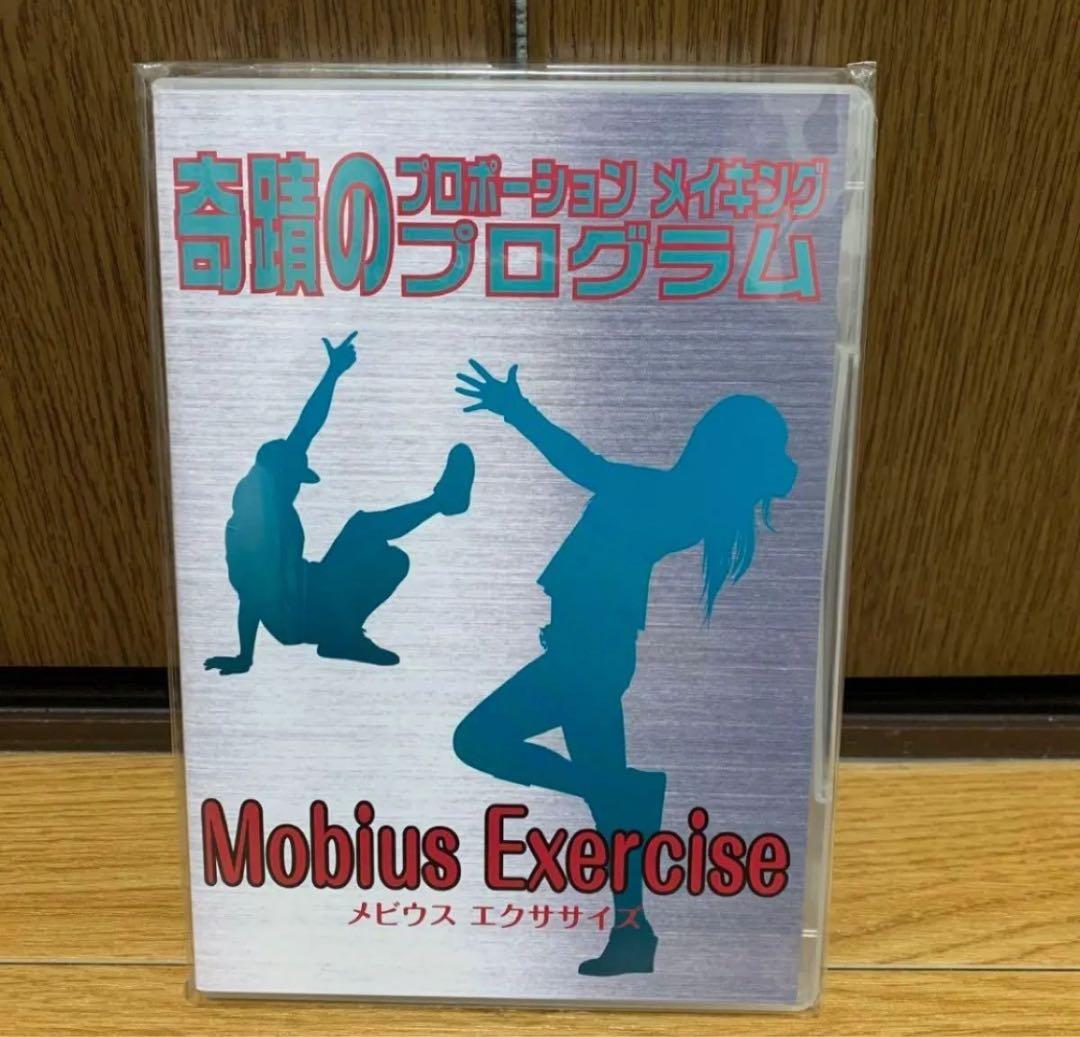 奇蹟のプロポーション メイキング
プログラム
Mobius Exercise
メビウス エクササイズ